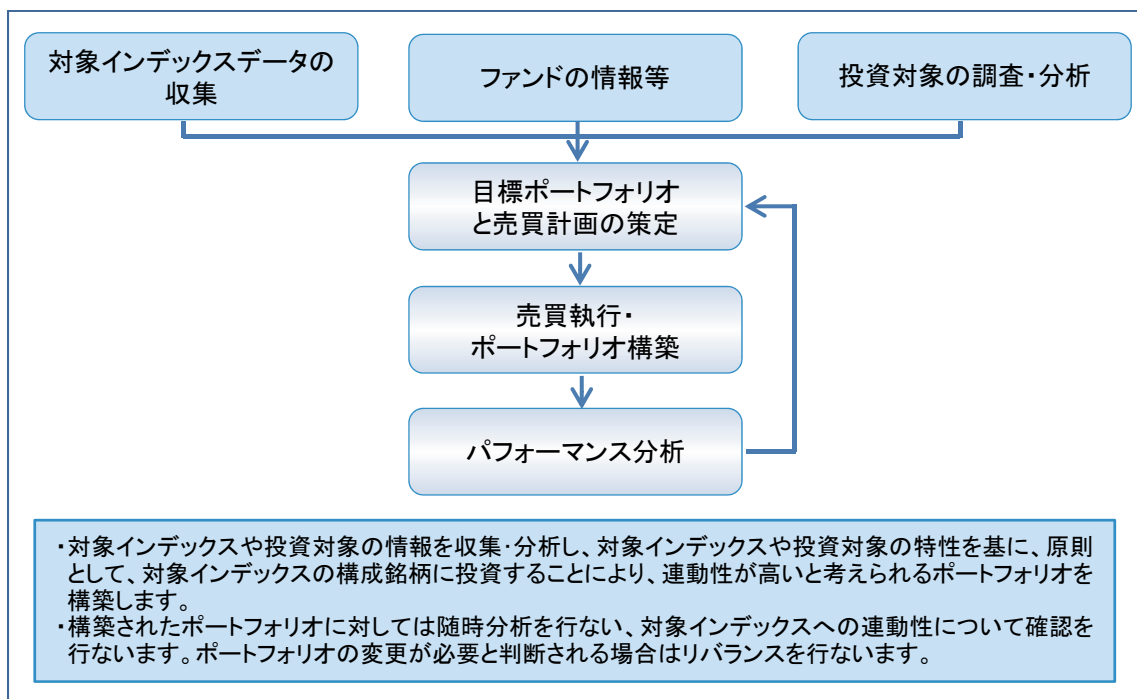 対象インデックスデータの
収集
ファンドの情報等
投資対象の調査・分析
目標ポートフォリオ
と売買計画の策定
売買執行・
ポートフォリオ構築
パフォーマンス分析
・対象インデックスや投資対象の情報を収集・分析し、対象インデックスや投資対象の特性を基に、原則
として、対象インデックスの構成銘柄に投資することにより、連動性が高いと考えられるポートフォリオを
構築します。
・構築されたポートフォリオに対しては随時分析を行ない、対象インデックスへの連動性について確認を
行ないます。ポートフォリオの変更が必要と判断される場合はリバランスを行ないます。